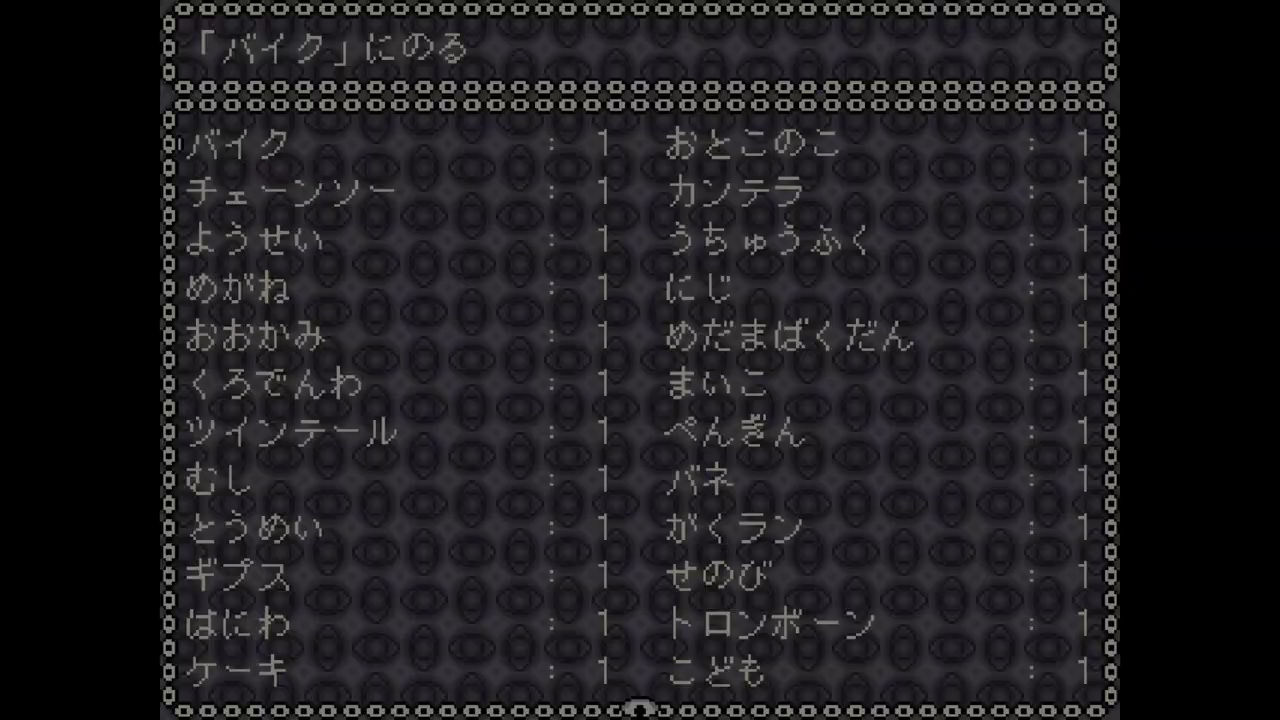 「バイク」にのる
バイク : 1 おとこのこ : 1
チェーンソー : 1 カンテラ : 1
ようせい : 1 うちゅうふく : 1
めがね : 1 にじ : 1
おおかみ : 1 めだまばくだん : 1
くろでんわ : 1 まいこ : 1
ツインテール : 1 ぺんぎん : 1
むし : 1 バネ : 1
とうめい : 1 がくラン : 1
ギプス : 1 せのび : 1
はにわ : 1 トロンボーン : 1
ケーキ : 1 こども : 1